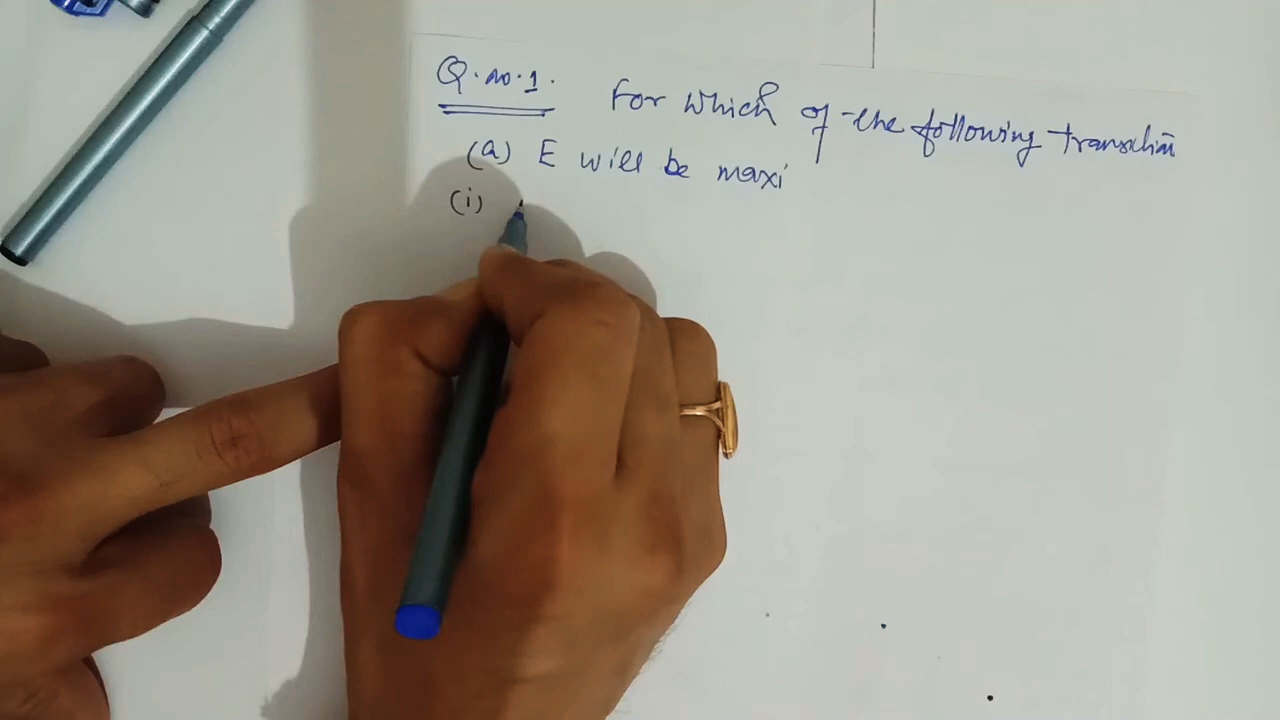 Q. no. 1. For which of the following transition
(a) E will be maxi
(i)